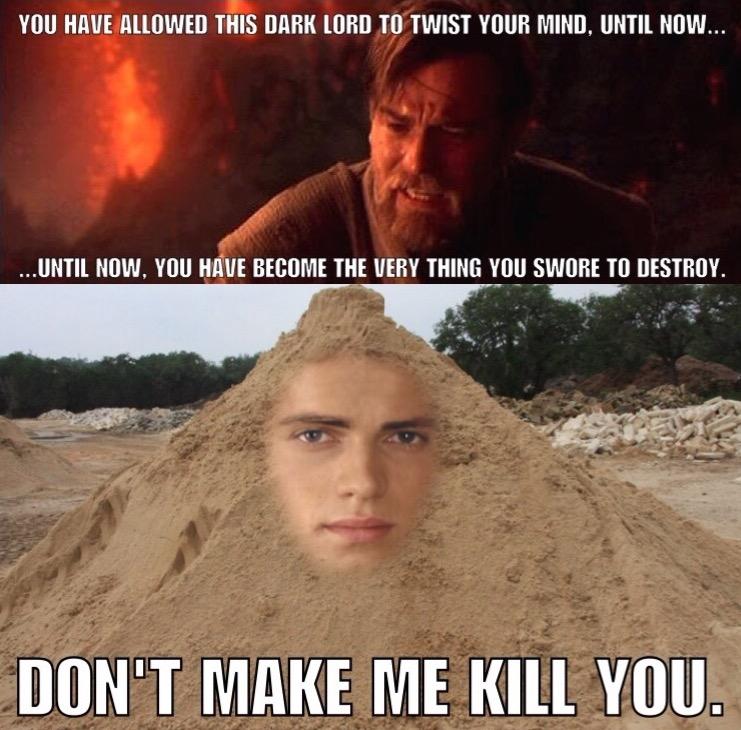 YOU HAVE ALLOWED THIS DARK LORD TO TWIST YOUR MIND, UNTIL NOW...
...UNTIL NOW, YOU HAVE BECOME THE VERY THING YOU SWORE TO DESTROY.
DON'T MAKE ME KILL YOU.